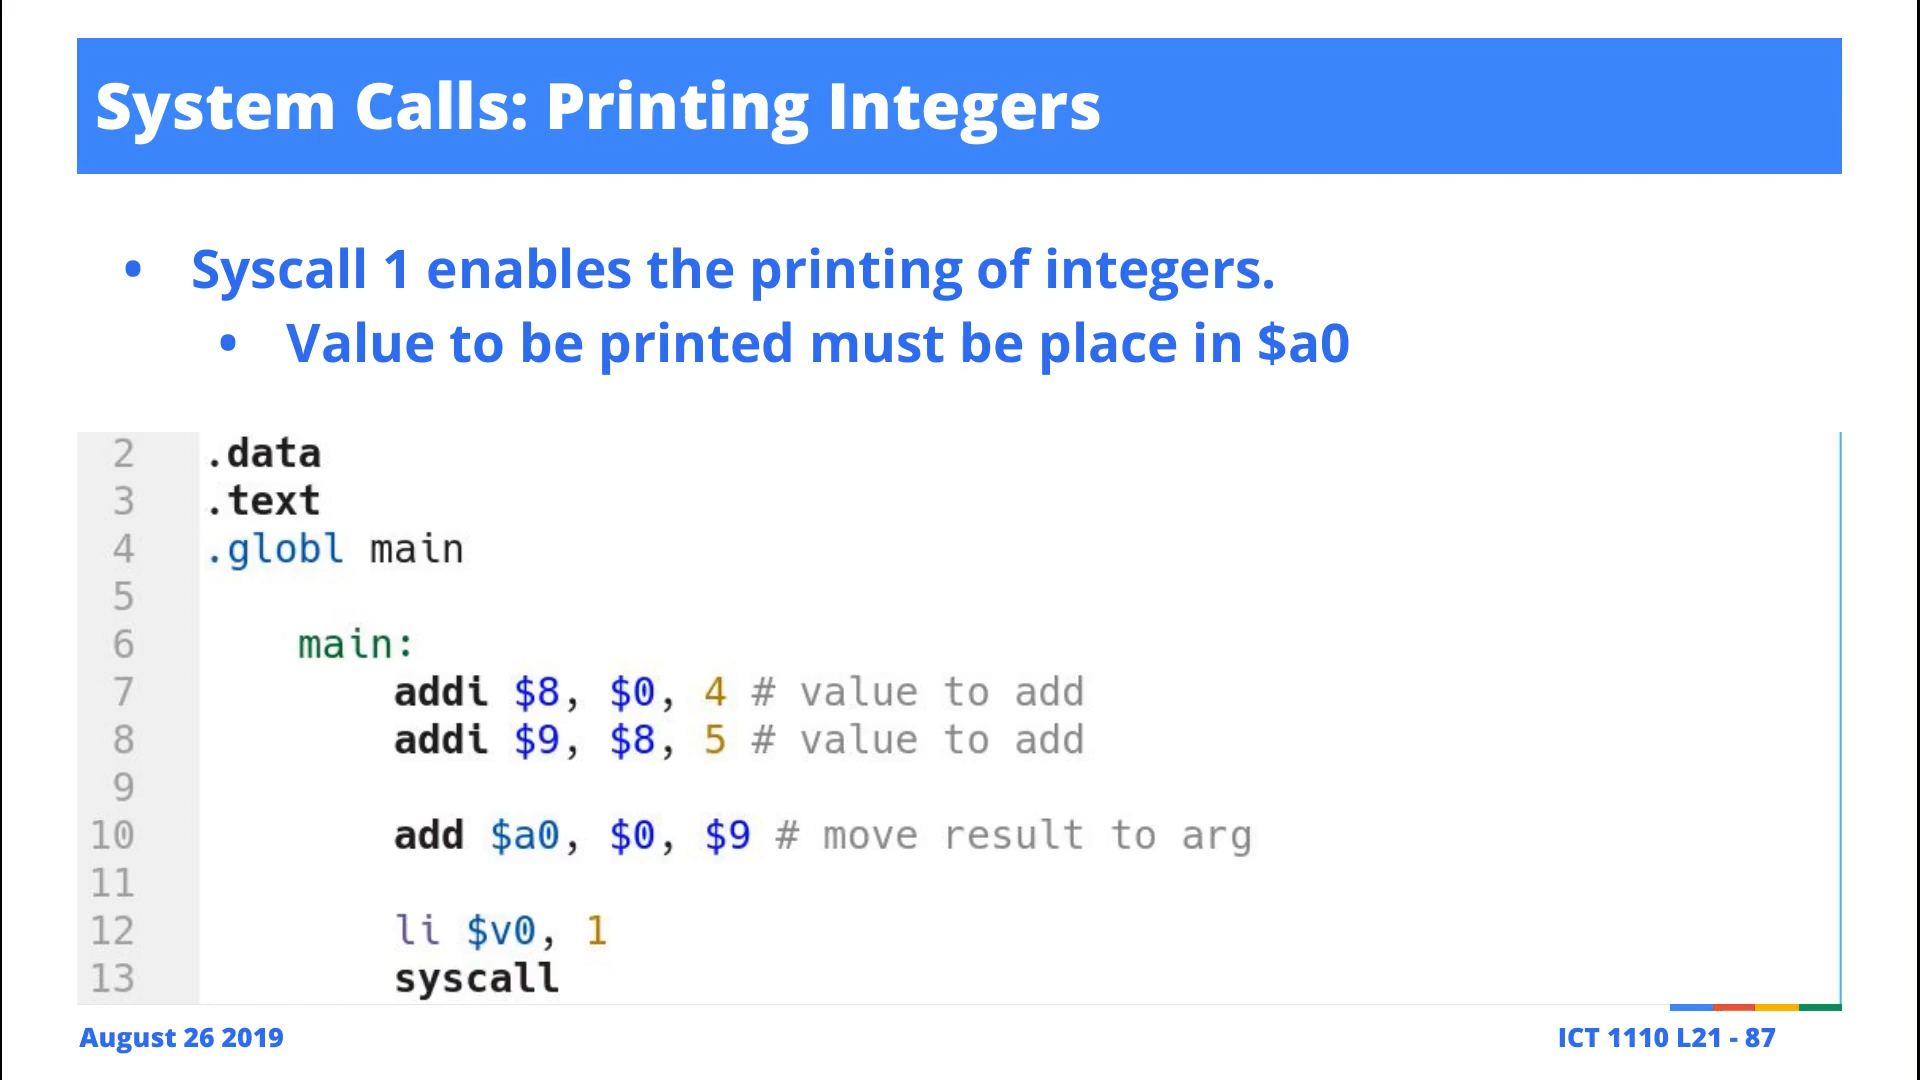 System Calls: Printing Integers
• Syscall 1 enables the printing of integers.
• Value to be printed must be place in $a0
2 .data
3 .text
4 .globl main
5
6 main:
7 addi $8, $0, 4 # value to add
8 addi $9, $8, 5 # value to add
9
10 add $a0, $0, $9 # move result to arg
11
12 li $v0, 1
13 syscall
August 26 2019
ICT 1110 L21 - 87